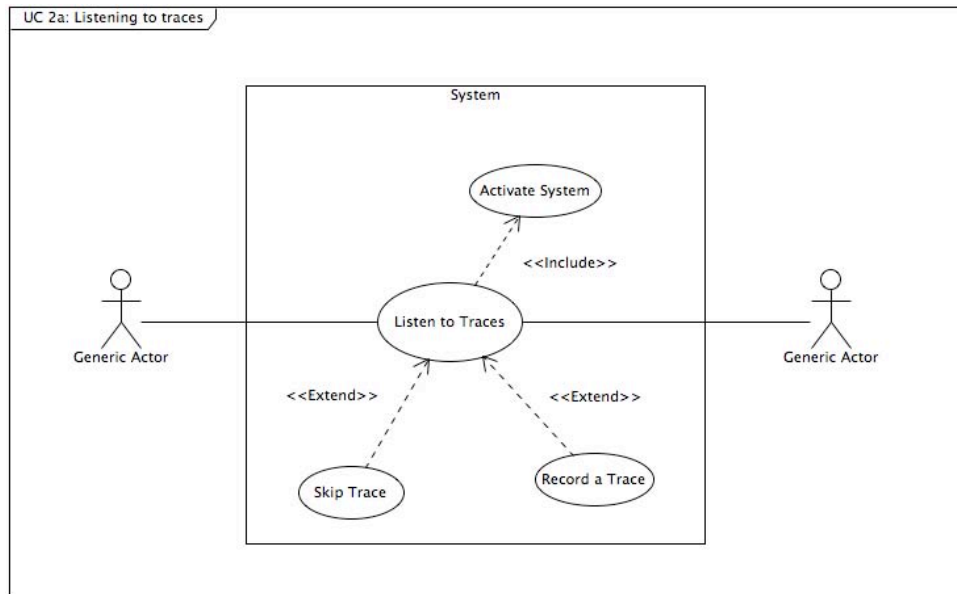 UC 2a: Listening to traces
System
Activate System
<<Include>>
Listen to Traces
Generic Actor
Generic Actor
<<Extend>>
<<Extend>>
Skip Trace
Record a Trace